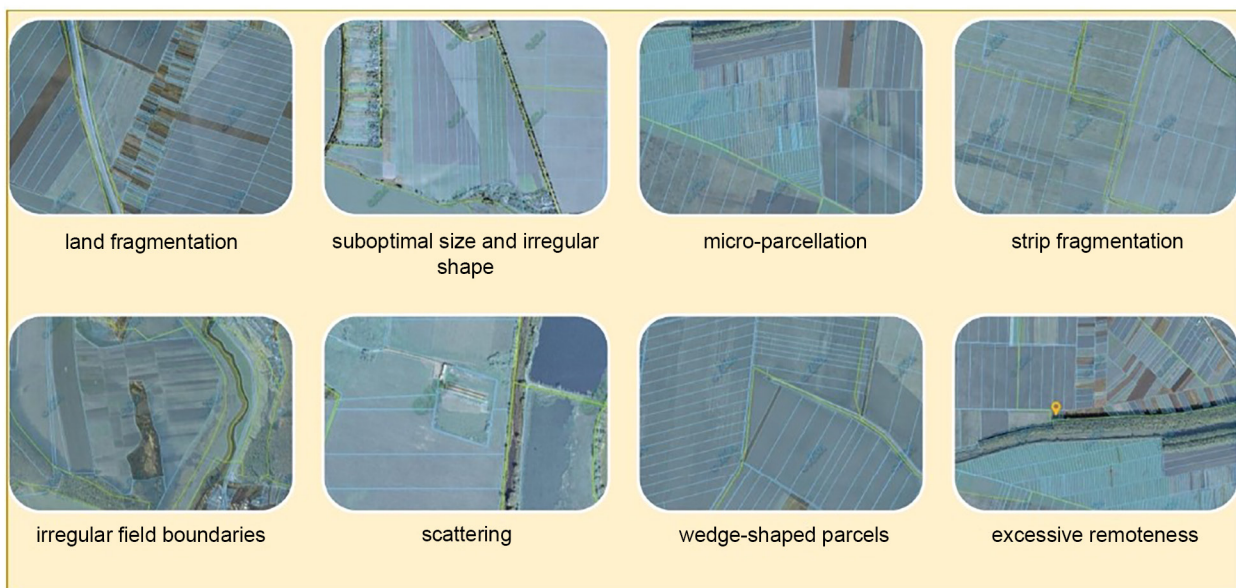 land fragmentation
suboptimal size and irregular
shape
micro-parcellation
strip fragmentation
irregular field boundaries
scattering
wedge-shaped parcels
excessive remoteness